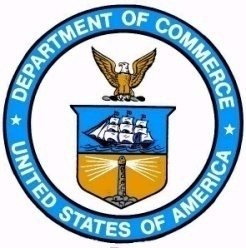 DEPARTMENT OF COMMERCE
UNITED STATES OF AMERICA